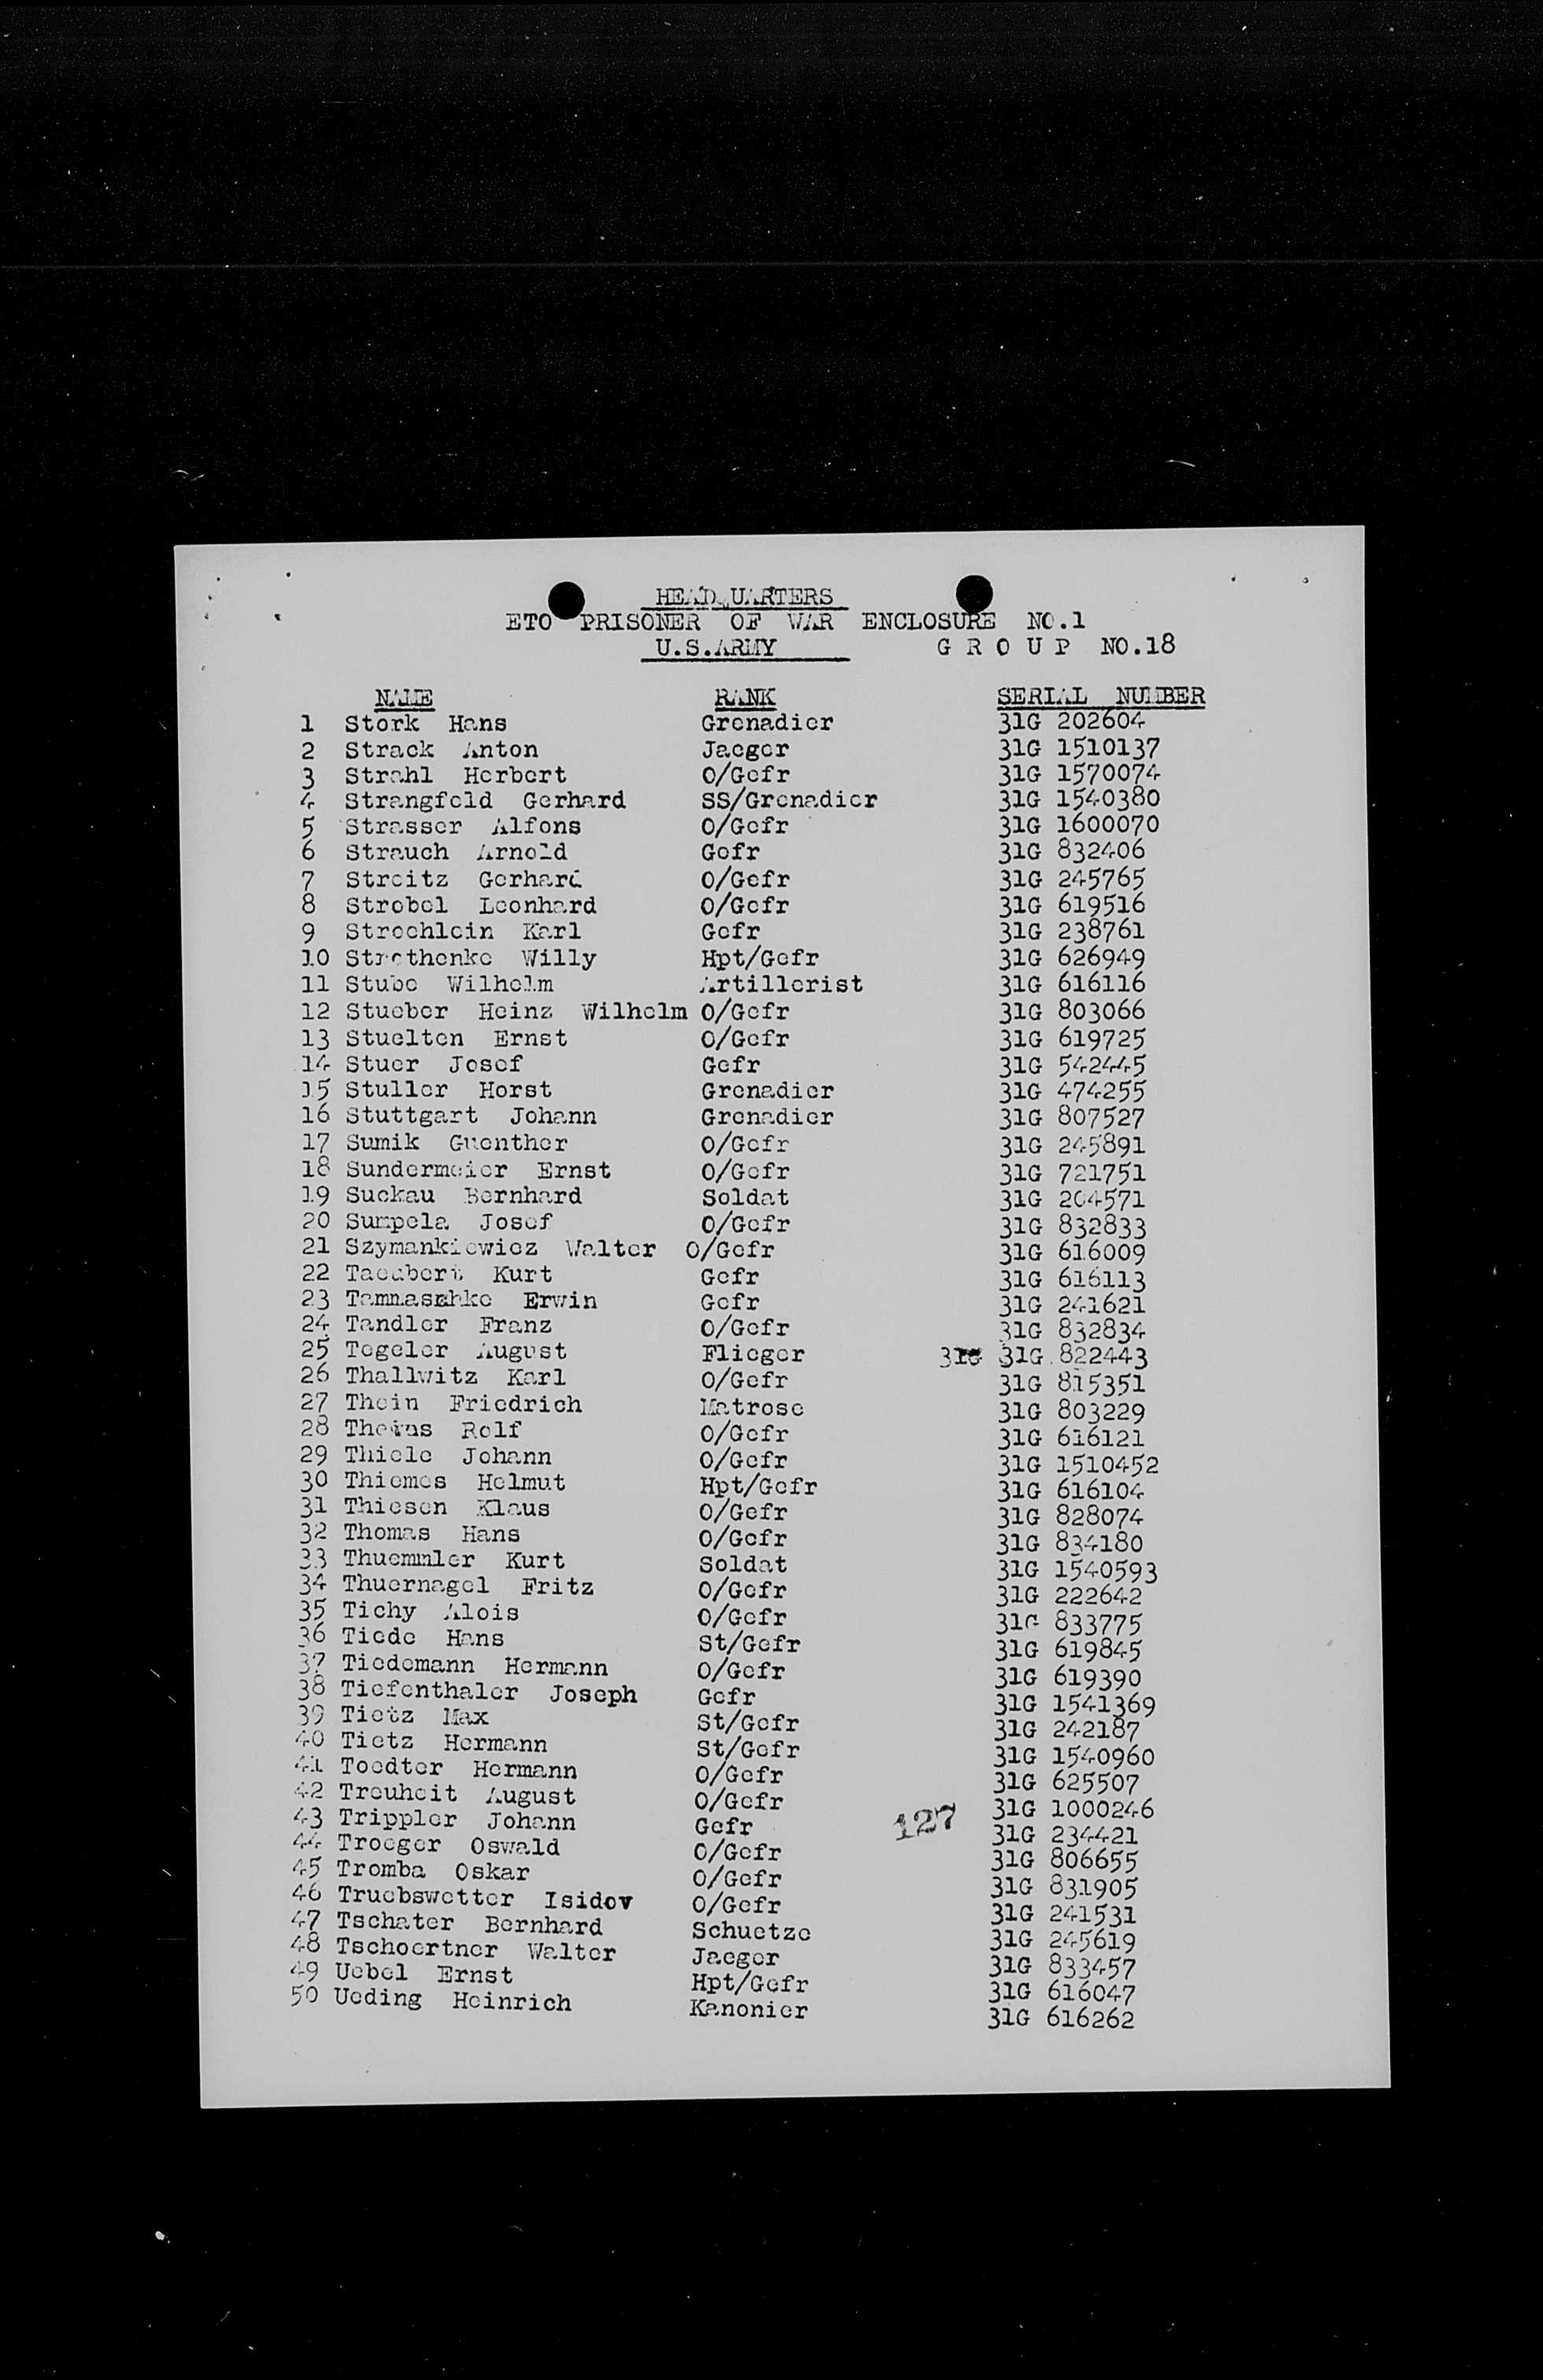 HEADQUARTERS
ETO PRISONER OF WAR ENCLOSURE NO.1
U.S.ARMY G R O U P NO.18
NAME RANK SERIAL NUMBER
1 Stork Hans Grenadier 31G 202604
2 Strack Anton Jaeger 31G 1510137
3 Strahl Herbert O/Gefr 31G 1570074
4 Strangfeld Gerhard SS/Grenadier 31G 1540380
5 Strasser Alfons O/Gefr 31G 1600070
6 Strauch Arnold Gefr 31G 832406
7 Streitz Gerhard O/Gefr 31G 245765
8 Strobel Leonhard O/Gefr 31G 619516
9 Stroehlein Karl Gefr 31G 238761
10 Strothenke Willy Hpt/Gefr 31G 626949
11 Stube Wilhelm Artillerist 31G 616116
12 Stueber Heinz Wilhelm O/Gefr 31G 803066
13 Stuelten Ernst O/Gefr 31G 619725
14 Stuer Josef Gefr 31G 542445
15 Stuller Horst Grenadier 31G 474255
16 Stuttgart Johann Grenadier 31G 807527
17 Sumik Guenther O/Gefr 31G 245891
18 Sundermeier Ernst O/Gefr 31G 721751
19 Suckau Bernhard Soldat 31G 204571
20 Sumpela Josef O/Gefr 31G 832833
21 Szymankiewicz Walter O/Gefr 31G 616009
22 Taeubert Kurt Gefr 31G 616113
23 Tammaschke Erwin Gefr 31G 241621
24 Tandler Franz O/Gefr 31G 832834
25 Tegeler August Flieger 31G 31G 822443
26 Thallwitz Karl O/Gefr 31G 815351
27 Thein Friedrich Matrose 31G 803229
28 Rolf O/Gefr 31G 616121
29 Thiele Johann O/Gefr 31G 1510452
30 Thiemes Helmut Hpt/Gefr 31G 616104
31 Thiesen Klaus O/Gefr 31G 828074
32 Thomas Hans O/Gefr 31G 834180
33 Thuemmler Kurt Soldat 31G 1540593
34 Thuernagel Fritz O/Gefr 31G 222642
35 Tichy Alois O/Gefr 31G 833775
36 Tiede Hans St/Gefr 31G 619845
37 Tiedemann Hermann O/Gefr 31G 619390
38 Tiefenthaler Joseph Gefr 31G 1541369
39 Tietz Max St/Gefr 31G 242187
40 Tietz Hermann St/Gefr 31G 1540960
41 Toedter Hermann O/Gefr 31G 625507
42 Treuheit August O/Gefr 31G 1000246
43 Trippler Johann Gefr 127 31G 234421
44 Troeger Oswald O/Gefr 31G 806655
45 Tromba Oskar O/Gefr 31G 831905
46 Truebswetter Isidov O/Gefr 31G 241531
47 Tschater Bernhard Schuetze 31G 245619
48 Tschoertner Walter Jaeger 31G 833457
49 Uebel Ernst Hpt/Gefr 31G 616047
50 Ueding Heinrich Kanonier 31G 616262